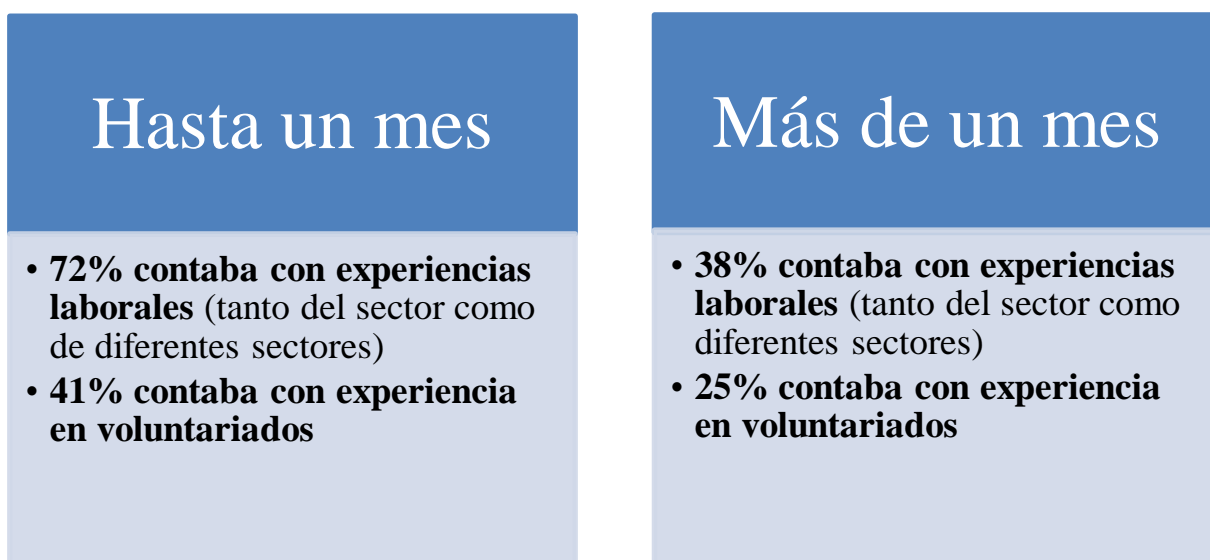 Hasta un mes
• 72% contaba con experiencias
laborales (tanto del sector como
de diferentes sectores)
• 41% contaba con experiencia
en voluntariados
Más de un mes
• 38% contaba con experiencias
laborales (tanto del sector como
diferentes sectores)
• 25% contaba con experiencia
en voluntariados